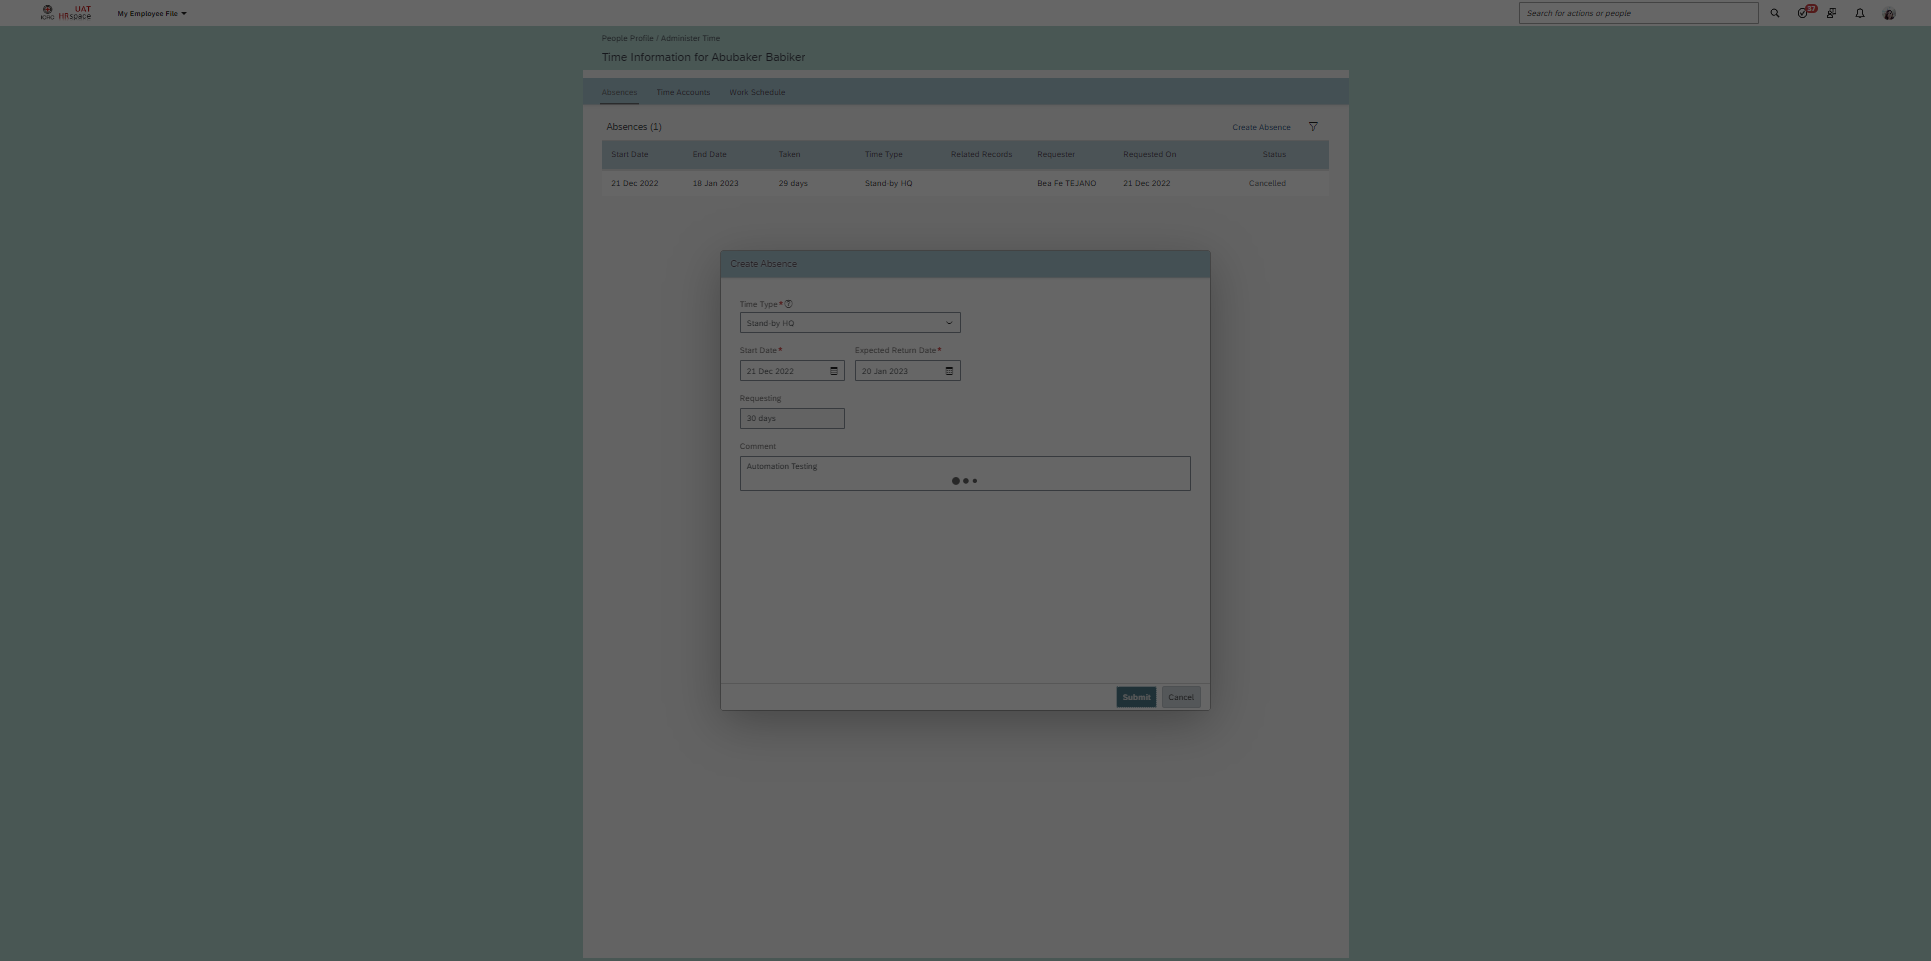 UAT
ICRC HRspace
My Employee File
Search for actions or people
37
People Profile / Administer Time
Time Information for Abubaker Babiker
Absences Time Accounts Work Schedule
Absences (1) Create Absence
Start Date End Date Taken Time Type Related Records Requester Requested On Status
21 Dec 2022 18 Jan 2023 29 days Stand-by HQ Bea Fe TEJANO 21 Dec 2022 Cancelled
Create Absence
Time Type*
Stand-by HQ
Start Date* Expected Return Date*
21 Dec 2022 20 Jan 2023
Requesting
30 days
Comment
Automation Testing
Submit Cancel